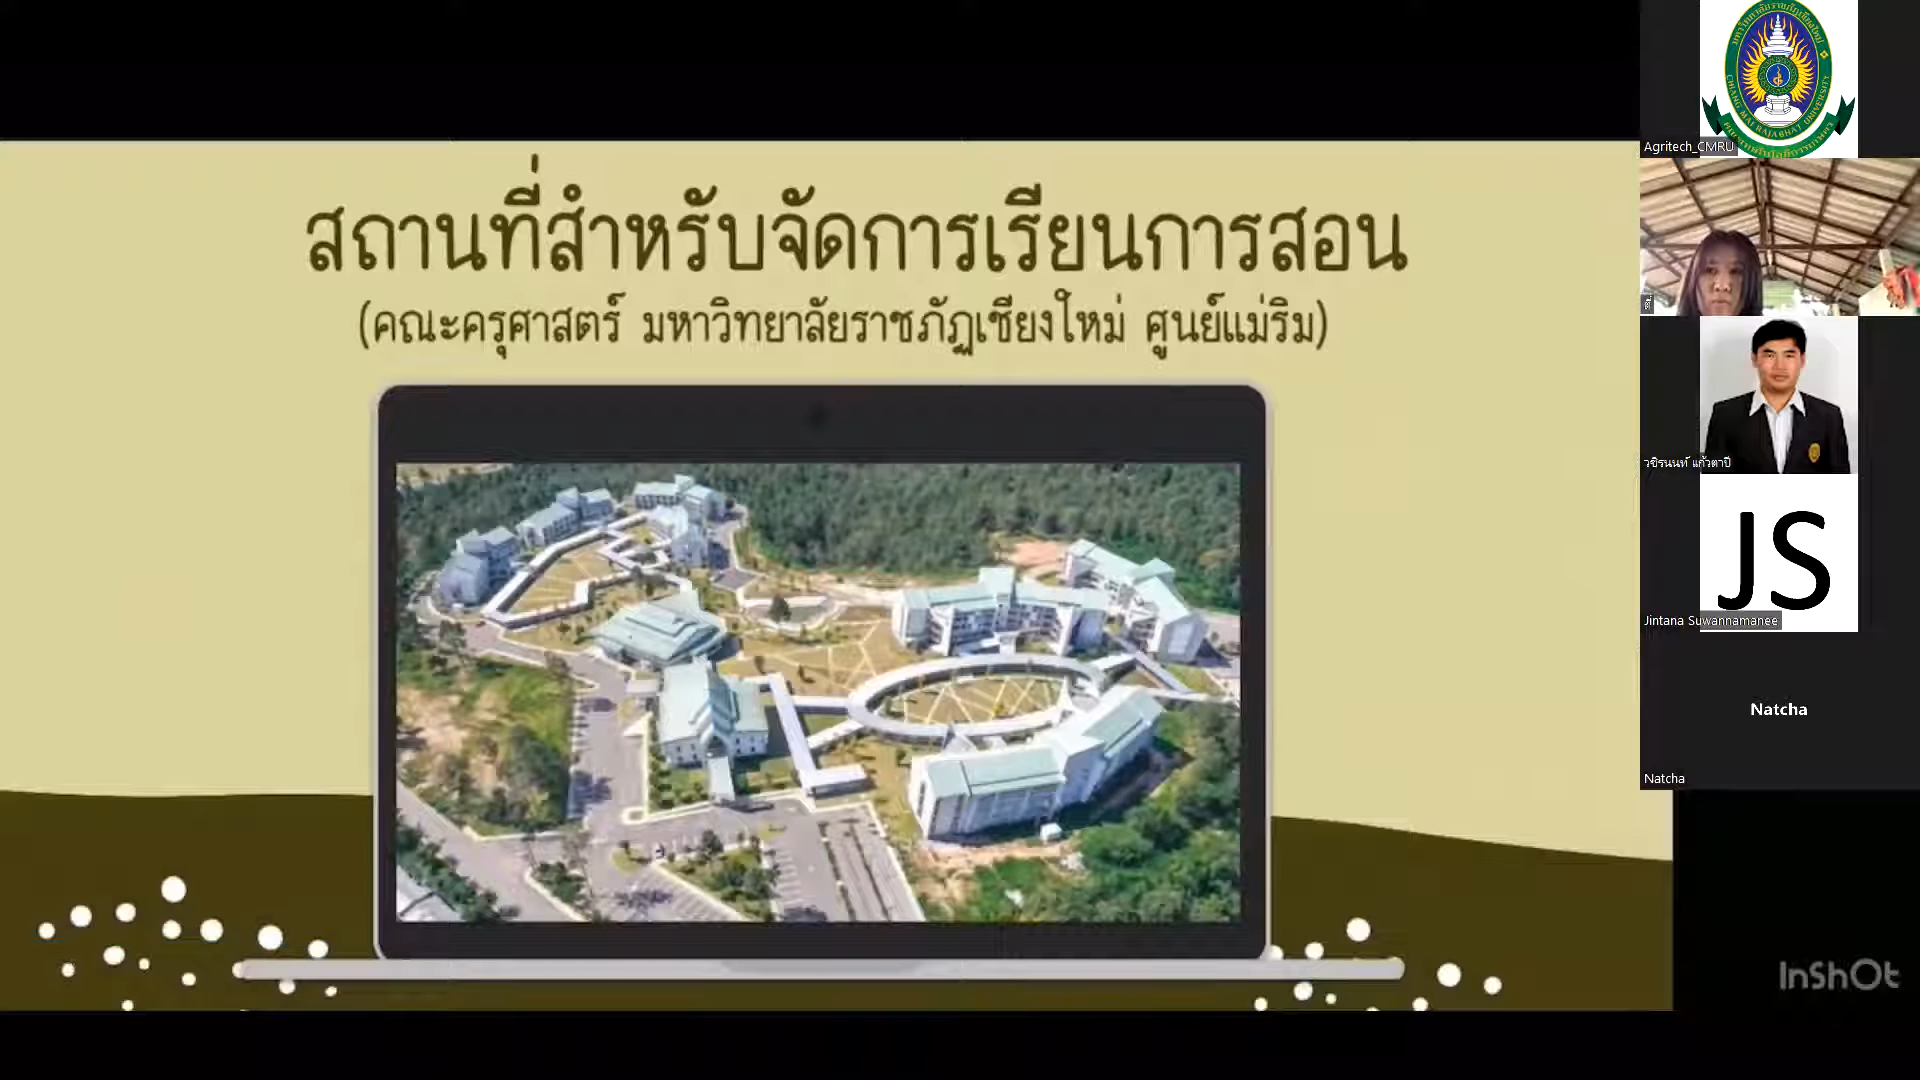 สถานที่สำหรับจัดการเรียนการสอน
(คณะครุศาสตร์ มหาวิทยาลัยราชภัฏเชียงใหม่ ศูนย์แม่ริม)
CHIANG MAI RAJABHAT UNIVERSITY
Agritech_CMRU
วชิรนนท์ แก้วตาปี
JS
Jintana Suwannamanee
Natcha
Natcha
InShOt